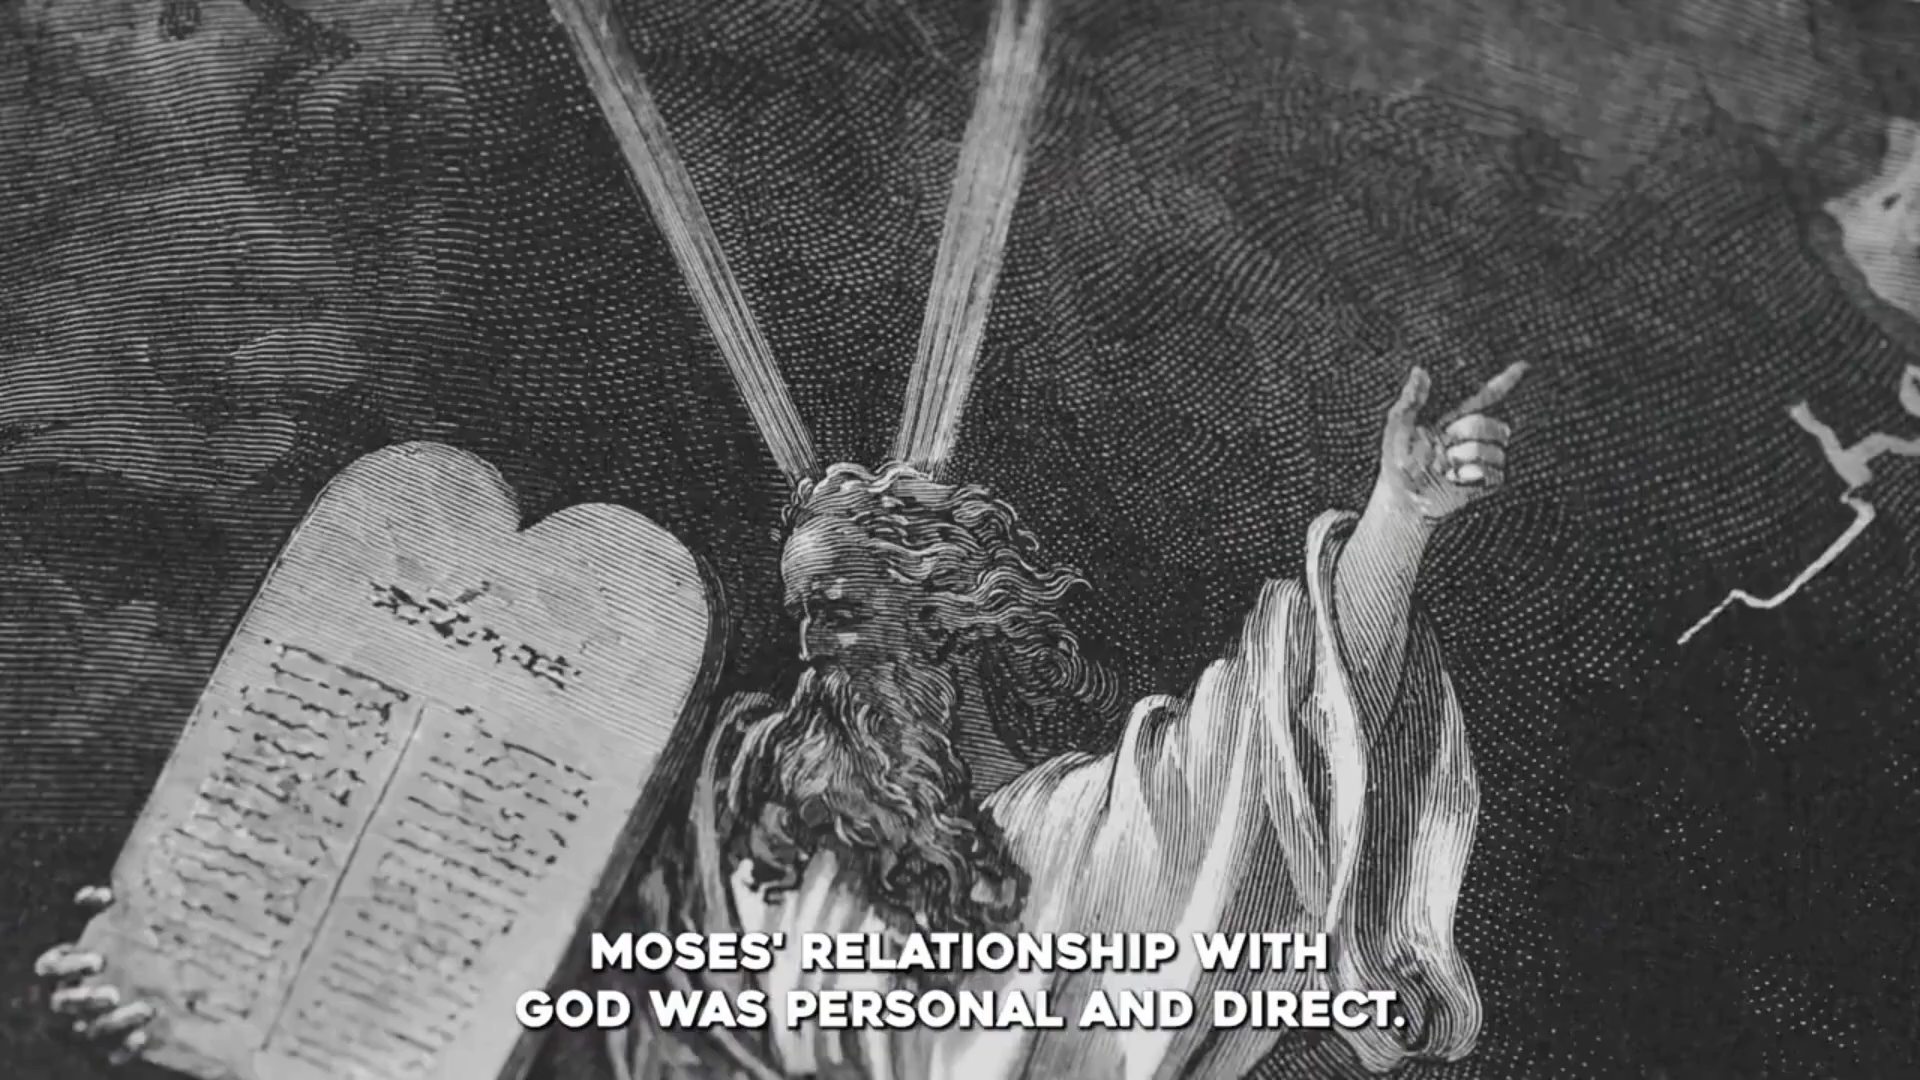 MOSES' RELATIONSHIP WITH
GOD WAS PERSONAL AND DIRECT.